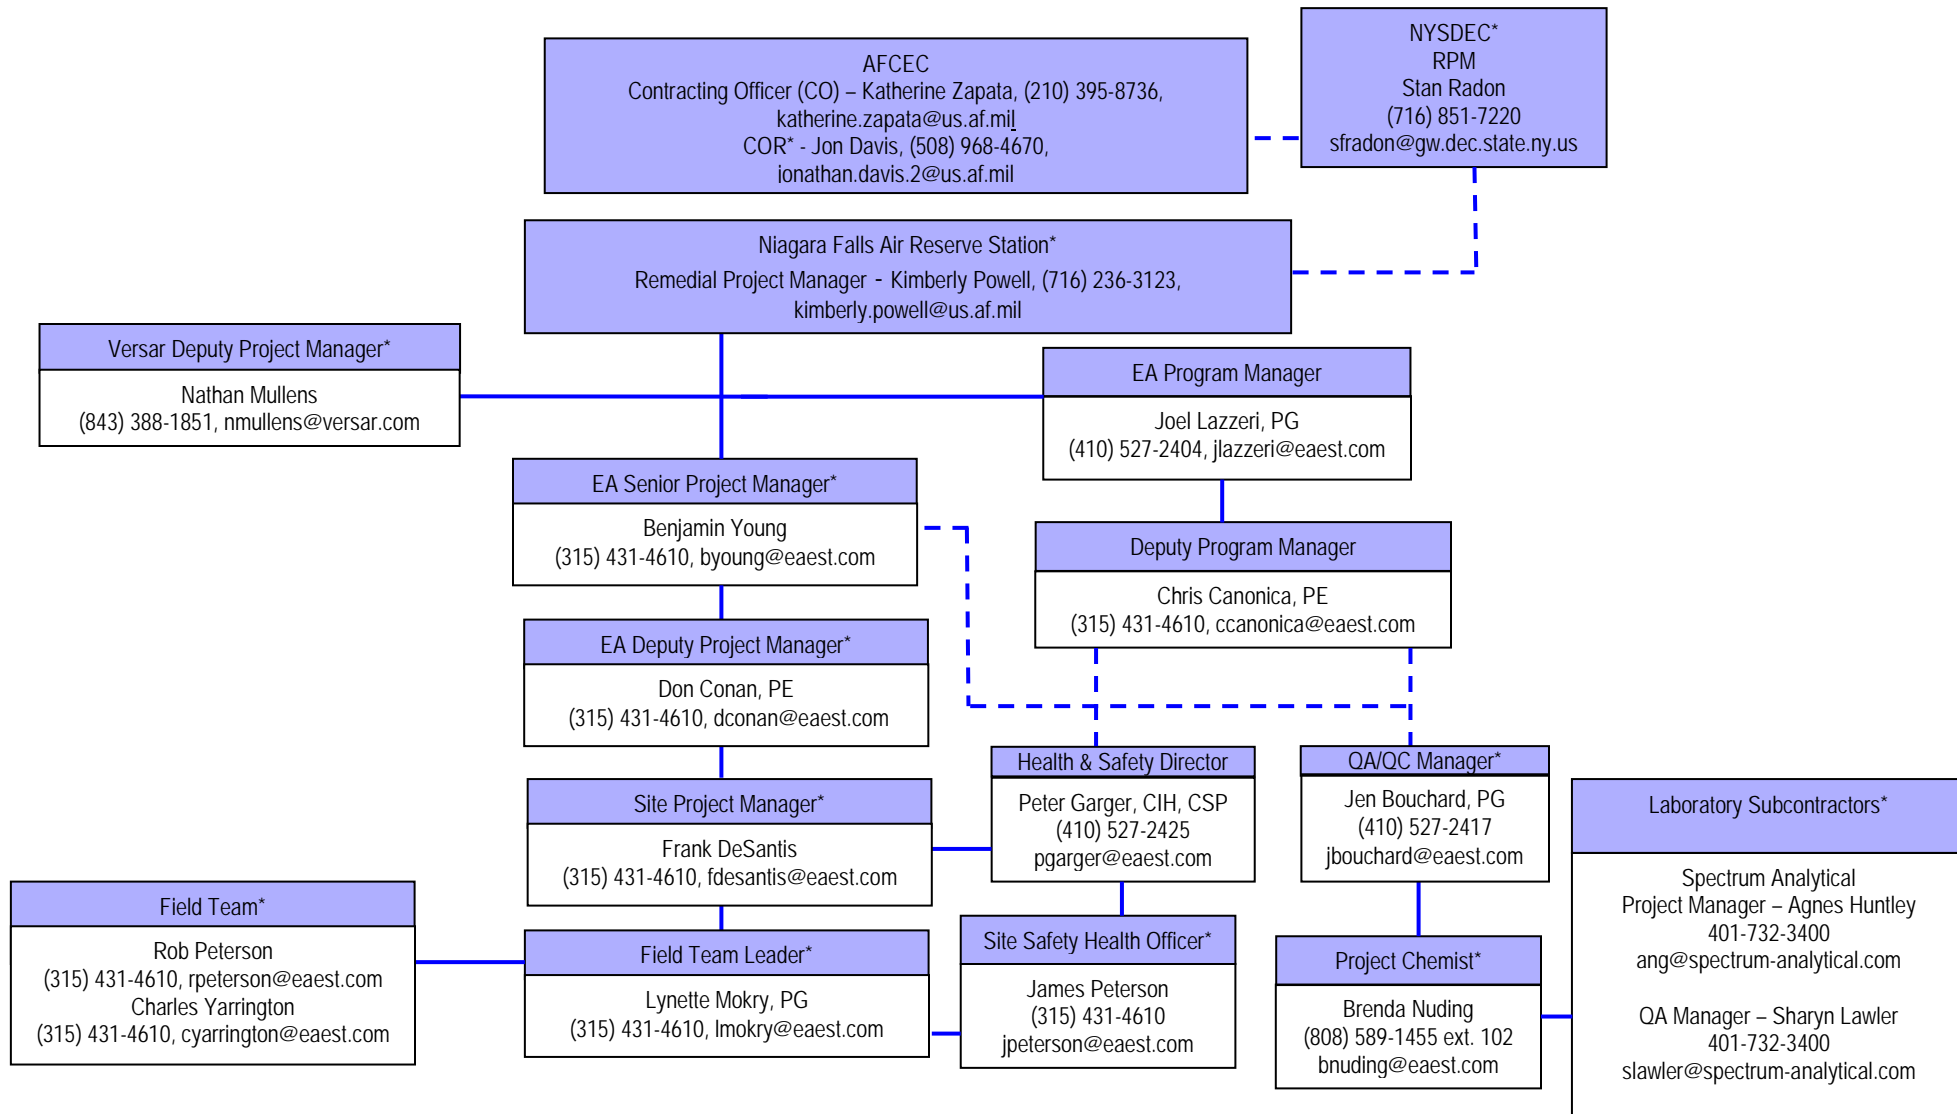 AFCEC
Contracting Officer (CO) – Katherine Zapata, (210) 395-8736,
katherine.zapata@us.af.mil
COR* - Jon Davis, (508) 968-4670,
jonathan.davis.2@us.af.mil
NYSDEC*
RPM
Stan Radon
(716) 851-7220
sfradon@gw.dec.state.ny.us
Niagara Falls Air Reserve Station*
Remedial Project Manager - Kimberly Powell, (716) 236-3123,
kimberly.powell@us.af.mil
Versar Deputy Project Manager*
Nathan Mullens
(843) 388-1851, nmullens@versar.com
EA Program Manager
Joel Lazzeri, PG
(410) 527-2404, jlazzeri@eaest.com
EA Senior Project Manager*
Benjamin Young
(315) 431-4610, byoung@eaest.com
Deputy Program Manager
Chris Canonica, PE
(315) 431-4610, ccanonica@eaest.com
EA Deputy Project Manager*
Don Conan, PE
(315) 431-4610, dconan@eaest.com
Site Project Manager*
Frank DeSantis
(315) 431-4610, fdesantis@eaest.com
Health & Safety Director
Peter Garger, CIH, CSP
(410) 527-2425
pgarger@eaest.com
QA/QC Manager*
Jen Bouchard, PG
(410) 527-2417
jbouchard@eaest.com
Laboratory Subcontractors*
Spectrum Analytical
Project Manager – Agnes Huntley
401-732-3400
ang@spectrum-analytical.com
QA Manager – Sharyn Lawler
401-732-3400
slawler@spectrum-analytical.com
Field Team*
Rob Peterson
(315) 431-4610, rpeterson@eaest.com
Charles Yarrington
(315) 431-4610, cyarrington@eaest.com
Field Team Leader*
Lynette Mokry, PG
(315) 431-4610, lmokry@eaest.com
Site Safety Health Officer*
James Peterson
(315) 431-4610
jpeterson@eaest.com
Project Chemist*
Brenda Nuding
(808) 589-1455 ext. 102
bnuding@eaest.com